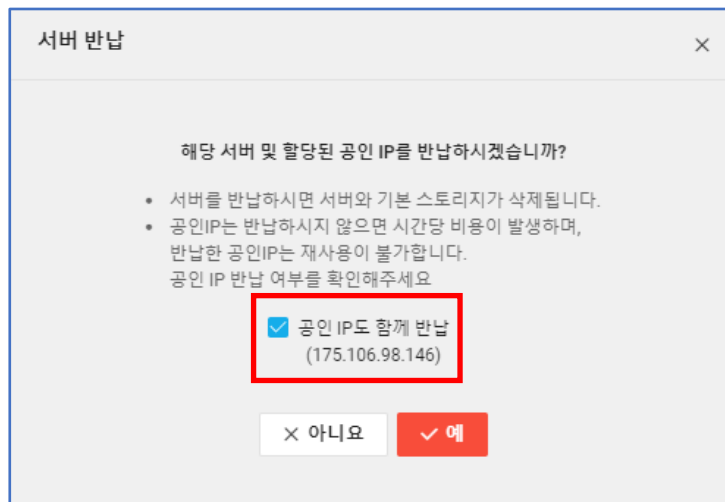 서버 반납
해당 서버 및 할당된 공인 IP를 반납하시겠습니까?
• 서버를 반납하시면 서버와 기본 스토리지가 삭제됩니다.
• 공인IP는 반납하시지 않으면 시간당 비용이 발생하며,
반납한 공인IP는 재사용이 불가합니다.
공인 IP 반납 여부를 확인해주세요
공인 IP도 함께 반납
(175.106.98.146)
아니요
예